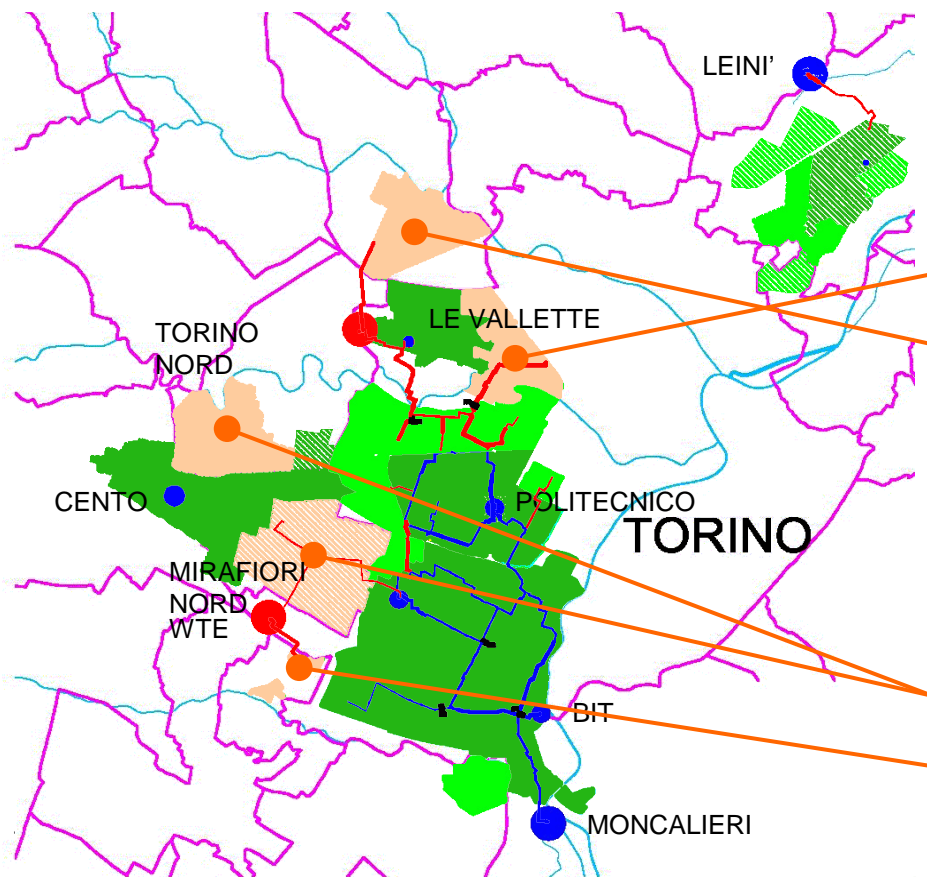 LEINI'
LE VALLETTE
TORINO
NORD
CENTO
POLITECNICO
TORINO
MIRAFIORI
NORD
WTE
BIT
MONCALIERI